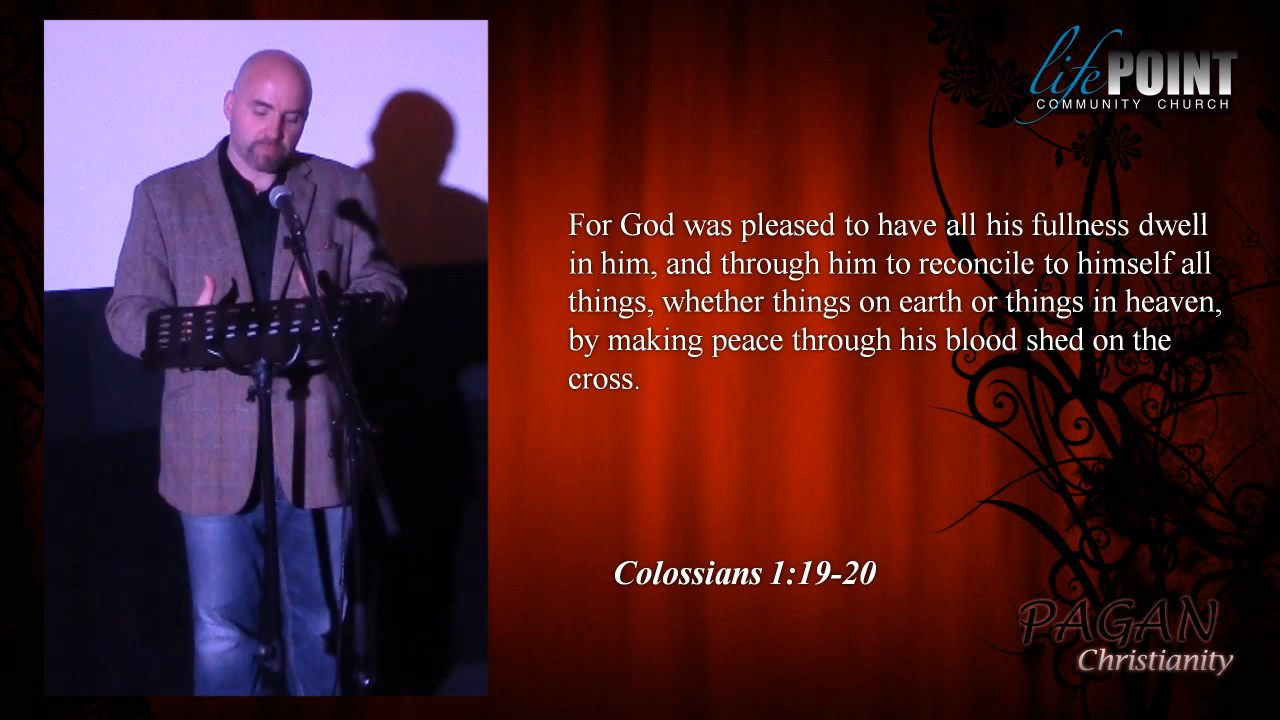 lifePOINT
COMMUNITY CHURCH
For God was pleased to have all his fullness dwell
in him, and through him to reconcile to himself all
things, whether things on earth or things in heaven,
by making peace through his blood shed on the
cross.
Colossians 1:19-20
PAGAN
Christianity